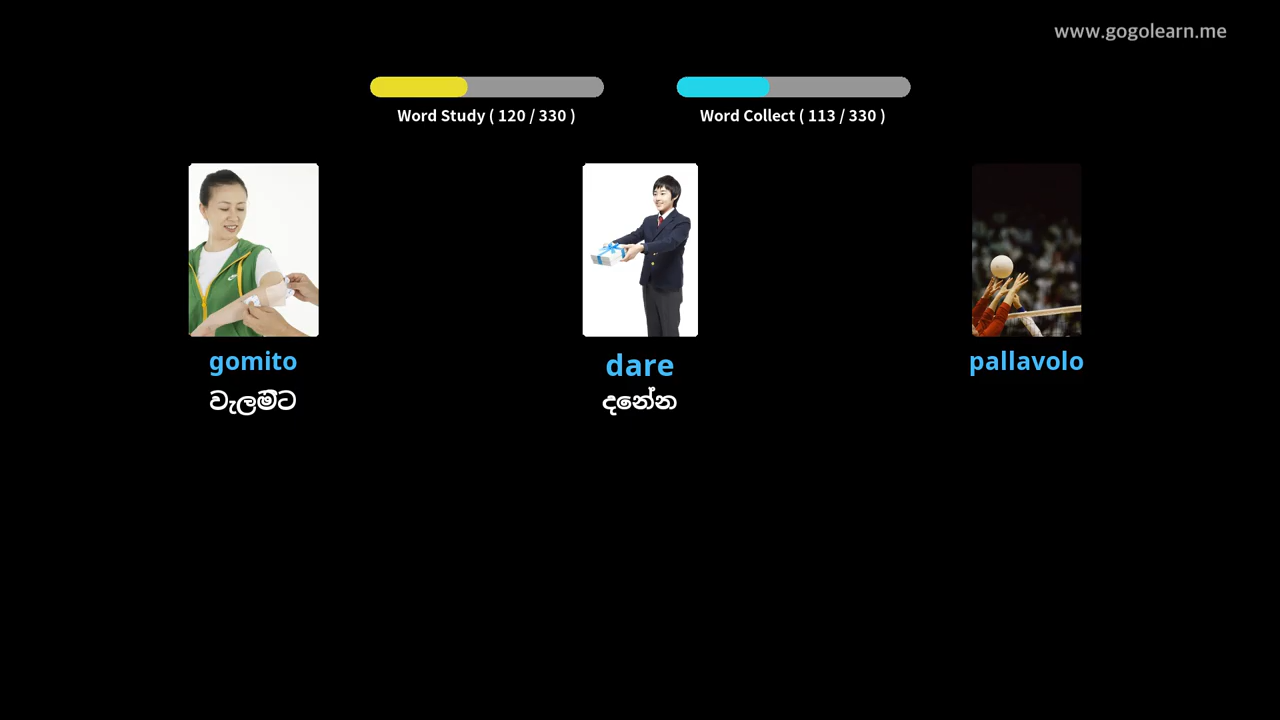 www.gogolearn.me
Word Study ( 120 / 330 )
Word Collect ( 113 / 330 )
gomito
dare
pallavolo
වැලමිට
දෙන්න